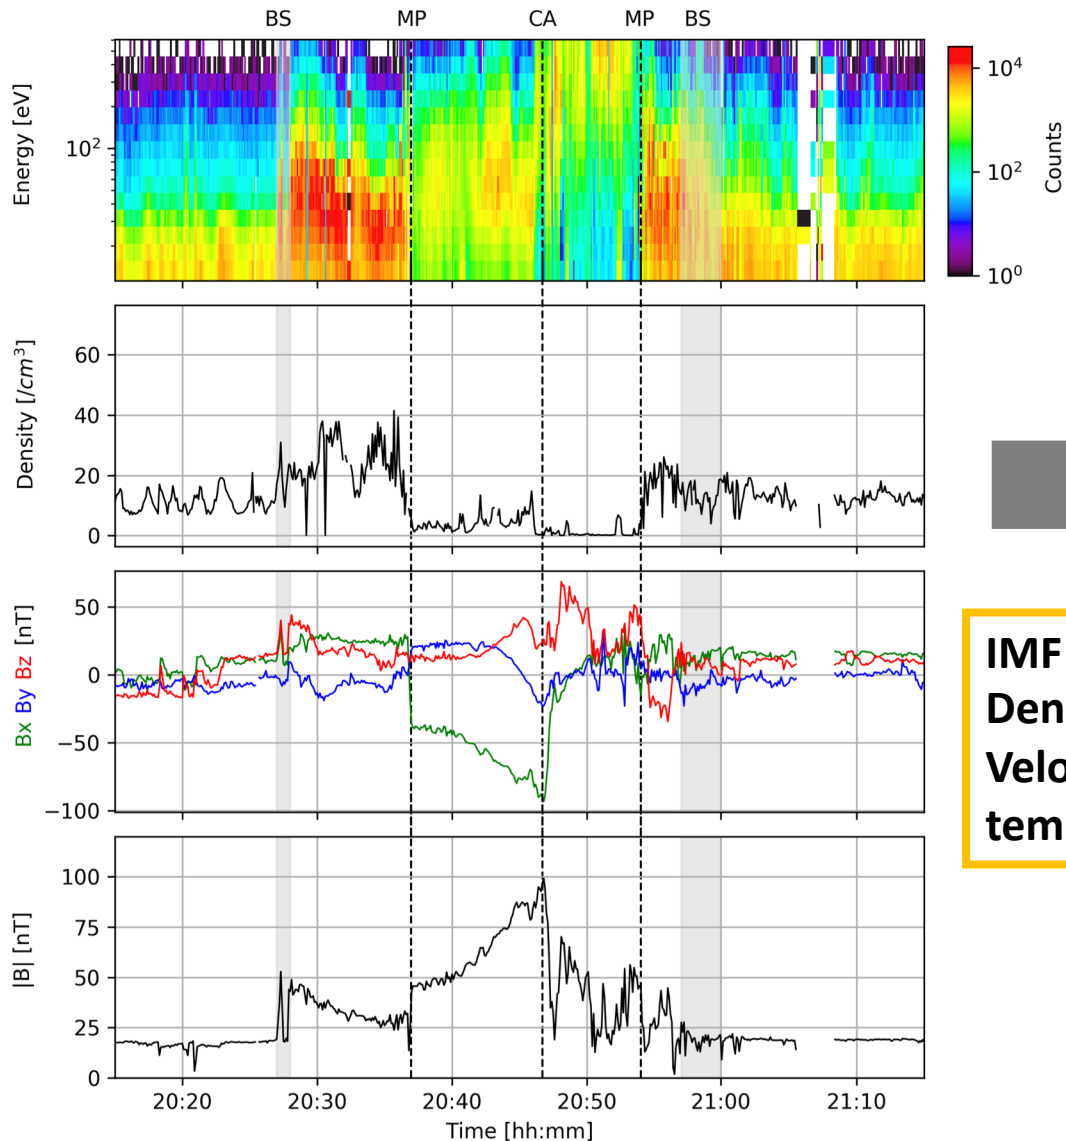 BS MP CA MP BS
Energy [eV]
10²
10⁴
10²
10⁰
Counts
Density [/cm³]
60
40
20
0
Bx By Bz [nT]
50
0
−50
−100
IMF
Den
Velo
tem
|B| [nT]
100
75
50
25
0
20:20 20:30 20:40 20:50 21:00 21:10
Time [hh:mm]